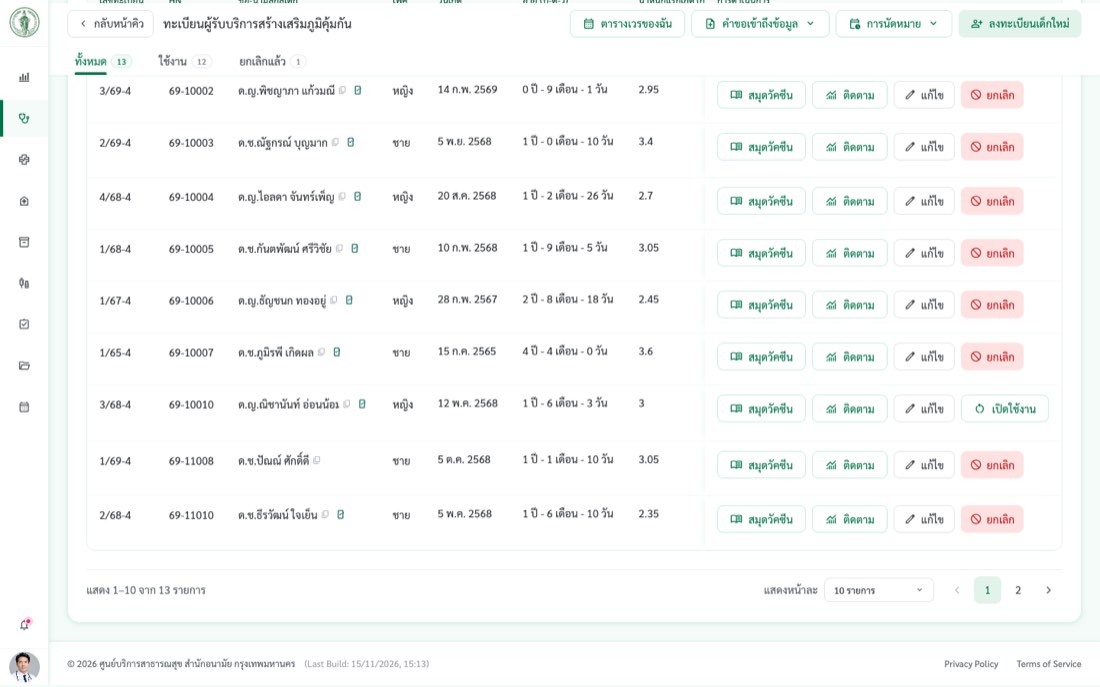 กลับหน้าคิว ทะเบียนผู้รับบริการสร้างเสริมภูมิคุ้มกัน ตารางเวรของฉัน คำขอเข้าถึงข้อมูล การนัดหมาย ลงทะเบียนเด็กใหม่
ทั้งหมด 13 ใช้งาน 12 ยกเลิกแล้ว 1
3/69-4 69-10002 ด.ญ.พิชญาภา แก้วมณี หญิง 14 ก.พ. 2569 0 ปี - 9 เดือน - 1 วัน 2.95 สมุดวัคซีน ติดตาม แก้ไข ยกเลิก
2/69-4 69-10003 ด.ช.ณัฐกรณ์ บุญมาก ชาย 5 พ.ย. 2568 1 ปี - 0 เดือน - 10 วัน 3.4 สมุดวัคซีน ติดตาม แก้ไข ยกเลิก
4/68-4 69-10004 ด.ญ.ไอลดา จันทร์เพ็ญ หญิง 20 ส.ค. 2568 1 ปี - 2 เดือน - 26 วัน 2.7 สมุดวัคซีน ติดตาม แก้ไข ยกเลิก
1/68-4 69-10005 ด.ช.กันตพัฒน์ ศรีวิชัย ชาย 10 ก.พ. 2568 1 ปี - 9 เดือน - 5 วัน 3.05 สมุดวัคซีน ติดตาม แก้ไข ยกเลิก
1/67-4 69-10006 ด.ญ.ธัญชนก ทองอยู่ หญิง 28 ก.พ. 2567 2 ปี - 8 เดือน - 18 วัน 2.45 สมุดวัคซีน ติดตาม แก้ไข ยกเลิก
1/65-4 69-10007 ด.ช.ภูมิรพี เกิดผล ชาย 15 ก.ค. 2565 4 ปี - 4 เดือน - 0 วัน 3.6 สมุดวัคซีน ติดตาม แก้ไข ยกเลิก
3/68-4 69-10010 ด.ญ.ณิชานันท์ อ่อนน้อม หญิง 12 พ.ค. 2568 1 ปี - 6 เดือน - 3 วัน 3 สมุดวัคซีน ติดตาม แก้ไข เปิดใช้งาน
1/69-4 69-11008 ด.ช.ปัณณ์ ศักดิ์ดี ชาย 5 ต.ค. 2568 1 ปี - 1 เดือน - 10 วัน 3.05 สมุดวัคซีน ติดตาม แก้ไข ยกเลิก
2/68-4 69-11010 ด.ช.ธีรวัฒน์ ใจเย็น ชาย 5 พ.ค. 2568 1 ปี - 6 เดือน - 10 วัน 2.35 สมุดวัคซีน ติดตาม แก้ไข ยกเลิก
แสดง 1–10 จาก 13 รายการ แสดงหน้าละ 10 รายการ 1 2
© 2026 ศูนย์บริการสาธารณสุข สำนักอนามัย กรุงเทพมหานคร (Last Build: 15/11/2026, 15:13) Privacy Policy Terms of Service